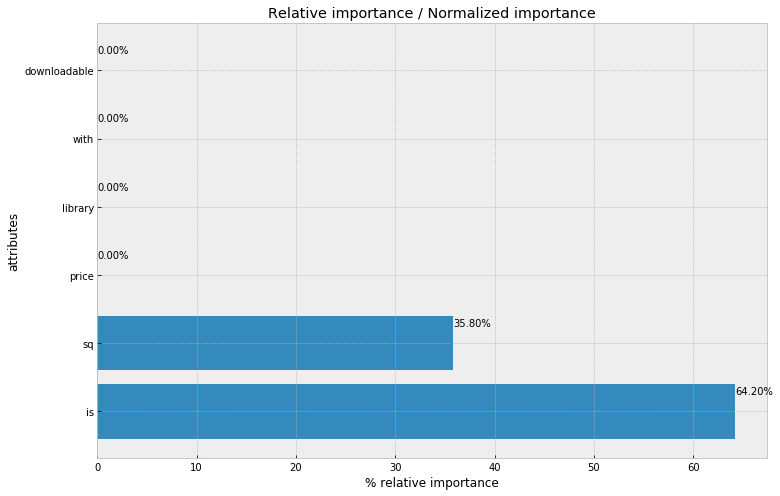 Relative importance / Normalized importance
0.00%
downloadable
0.00%
with
0.00%
library
attributes
0.00%
price
35.80%
sq
64.20%
is
0 10 20 30 40 50 60
% relative importance